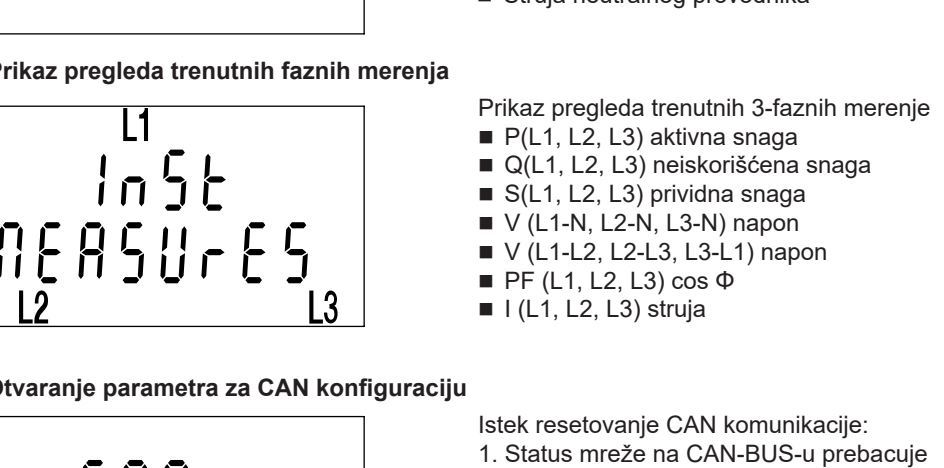 Prikaz pregleda trenutnih faznih merenja
L1
InSt
MEASUrES
L2 L3
Prikaz pregleda trenutnih 3-faznih merenje
■ P(L1, L2, L3) aktivna snaga
■ Q(L1, L2, L3) neiskorišćena snaga
■ S(L1, L2, L3) prividna snaga
■ V (L1-N, L2-N, L3-N) napon
■ V (L1-L2, L2-L3, L3-L1) napon
■ PF (L1, L2, L3) cos Φ
■ I (L1, L2, L3) struja
Otvaranje parametra za CAN konfiguraciju
Istek resetovanje CAN komunikacije:
1. Status mreže na CAN-BUS-u prebacuje